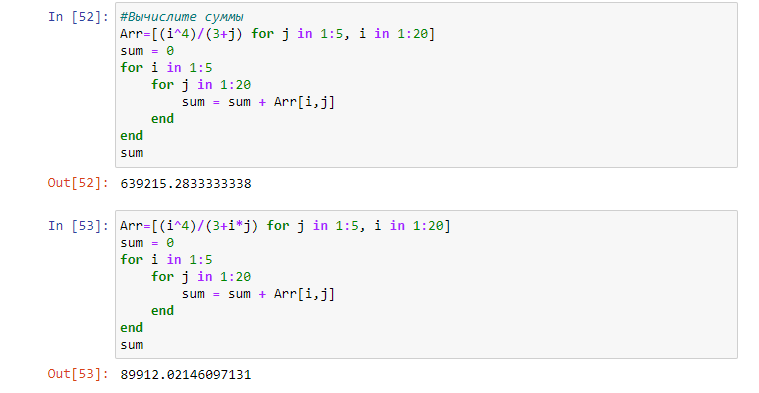 In [52]: #Вычислите суммы
Arr=[(i^4)/(3+j) for j in 1:5, i in 1:20]
sum = 0
for i in 1:5
    for j in 1:20
        sum = sum + Arr[i,j]
    end
end
sum
Out[52]: 639215.2833333338
In [53]: Arr=[(i^4)/(3+i*j) for j in 1:5, i in 1:20]
sum = 0
for i in 1:5
    for j in 1:20
        sum = sum + Arr[i,j]
    end
end
sum
Out[53]: 89912.02146097131